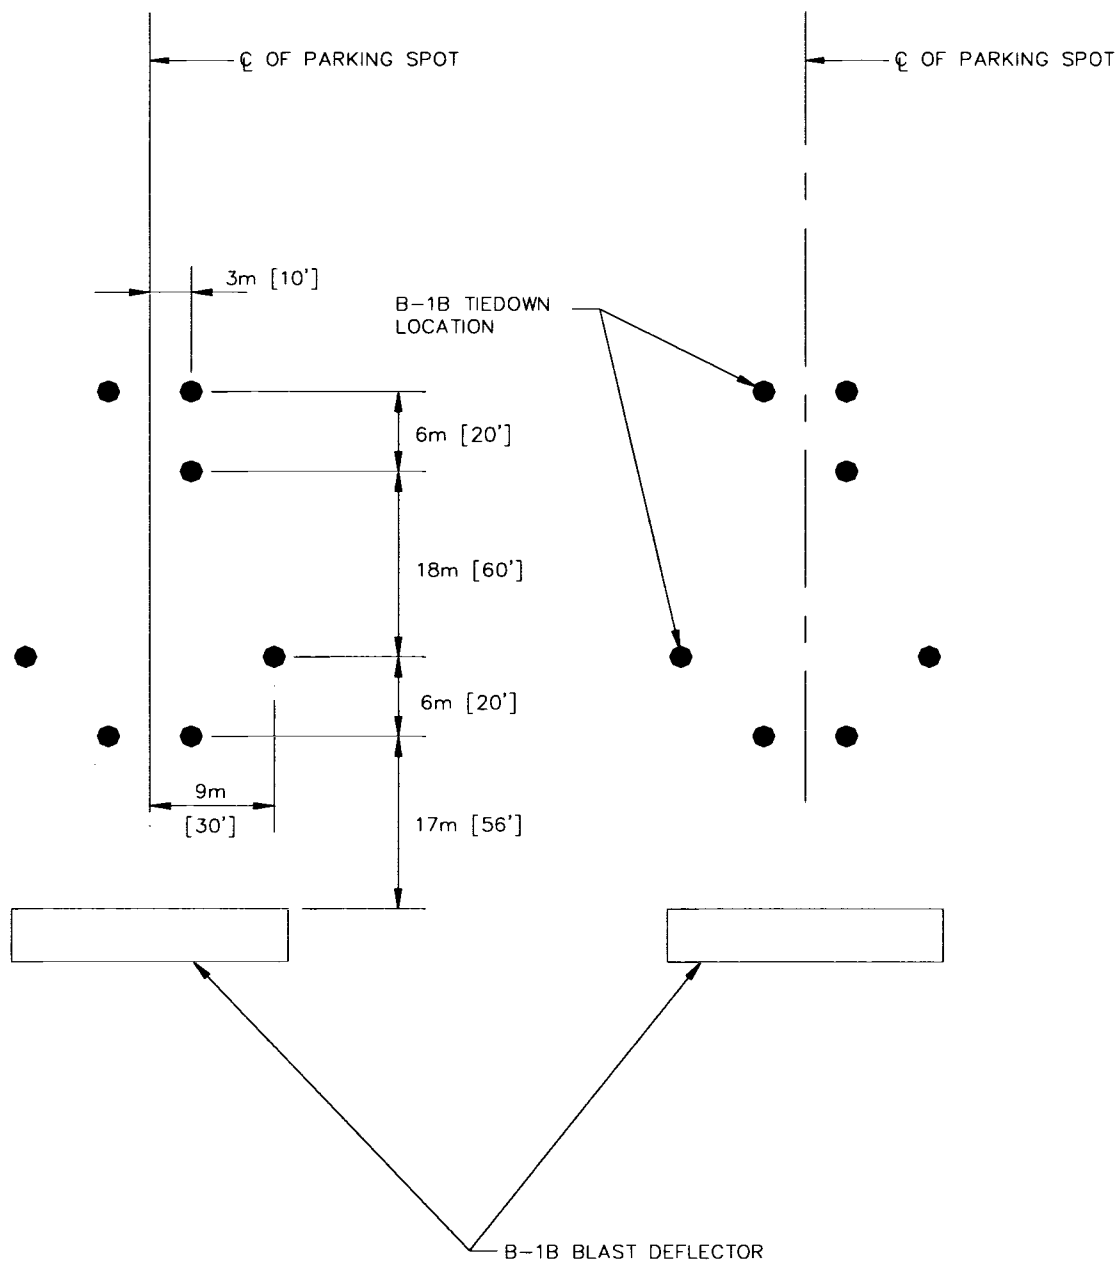 ℄ OF PARKING SPOT
℄ OF PARKING SPOT
3m [10']
B-1B TIEDOWN
LOCATION
6m [20']
18m [60']
6m [20']
9m
[30']
17m [56']
B-1B BLAST DEFLECTOR